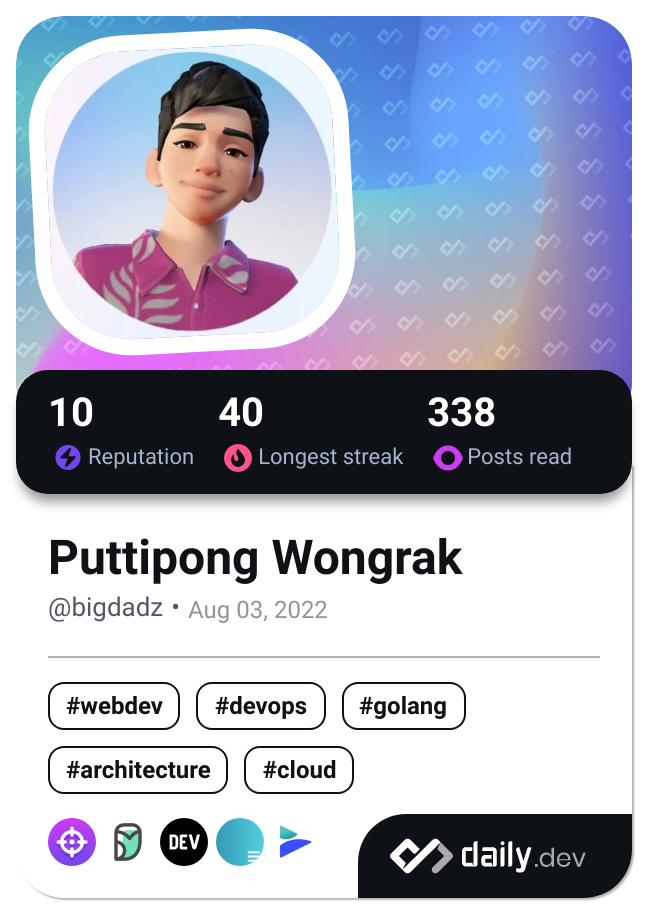 10 40 338
Reputation Longest streak Posts read
Puttipong Wongrak
@bigdadz • Aug 03, 2022
#webdev #devops #golang
#architecture #cloud
DEV
daily.dev